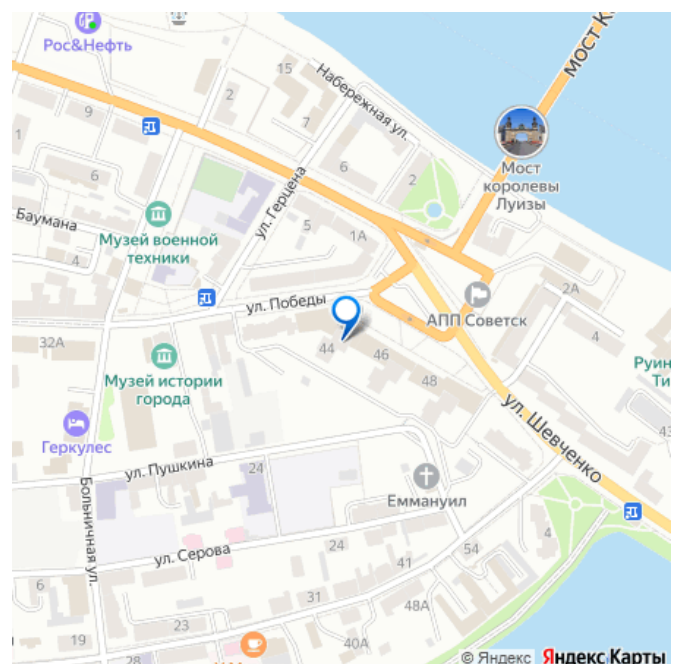 Рос&Нефть
15
МОСТ К
2
Набережная ул.
9
7
6
6
2
ул. Герцена
Мост
королевы
Луизы
Баумана
Музей военной
техники
4
5
1А
ул. Победы
АПП Советск
2А
32А
44
46
48
Музей истории
города
Руин
Ти
Геркулес
ул. Шевченко
43
ул. Пушкина
24
Еммануил
Больничная ул.
ул. Серова
24
41
54
4
6
31
48А
19
23
40А
© Яндекс Яндекс Карты